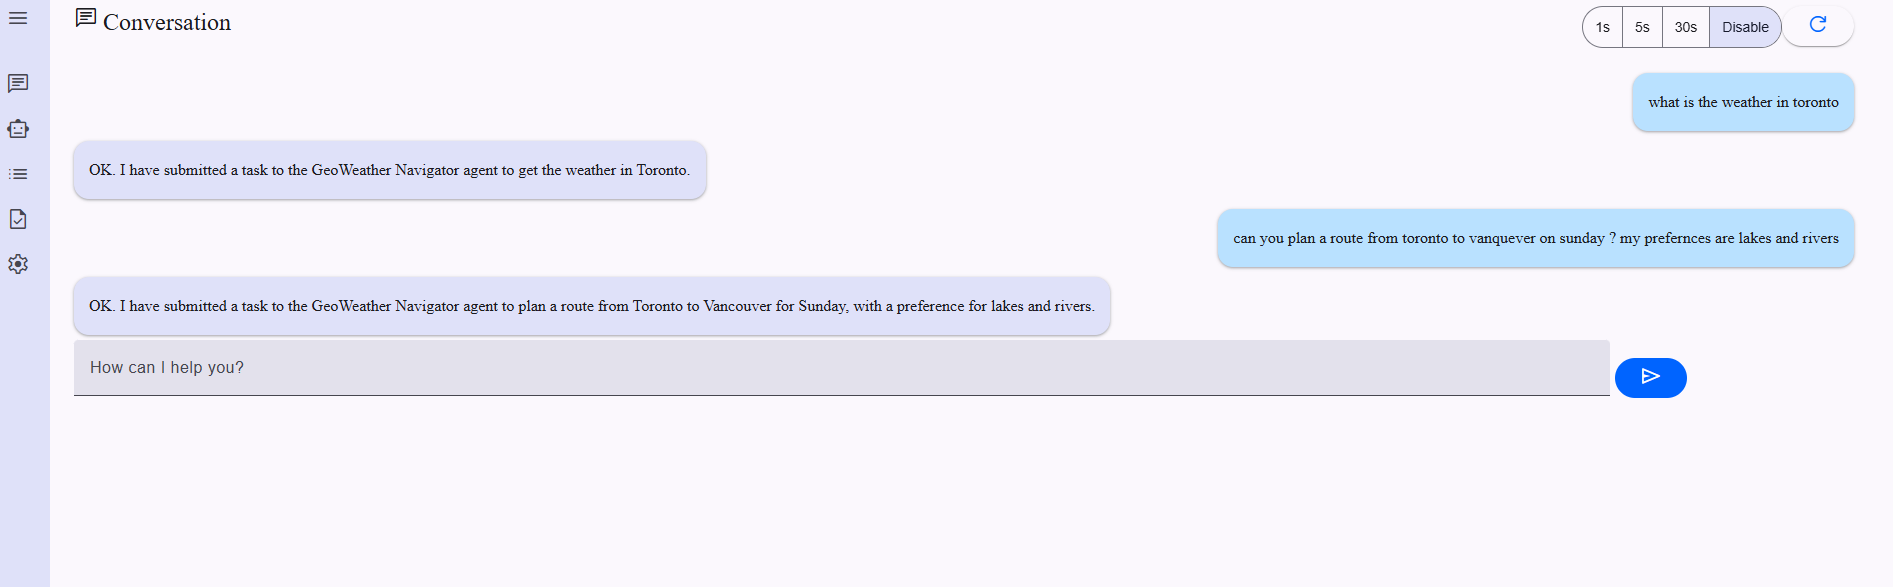 Conversation
1s 5s 30s Disable
what is the weather in toronto
OK. I have submitted a task to the GeoWeather Navigator agent to get the weather in Toronto.
can you plan a route from toronto to vanquever on sunday ? my prefernces are lakes and rivers
OK. I have submitted a task to the GeoWeather Navigator agent to plan a route from Toronto to Vancouver for Sunday, with a preference for lakes and rivers.
How can I help you?